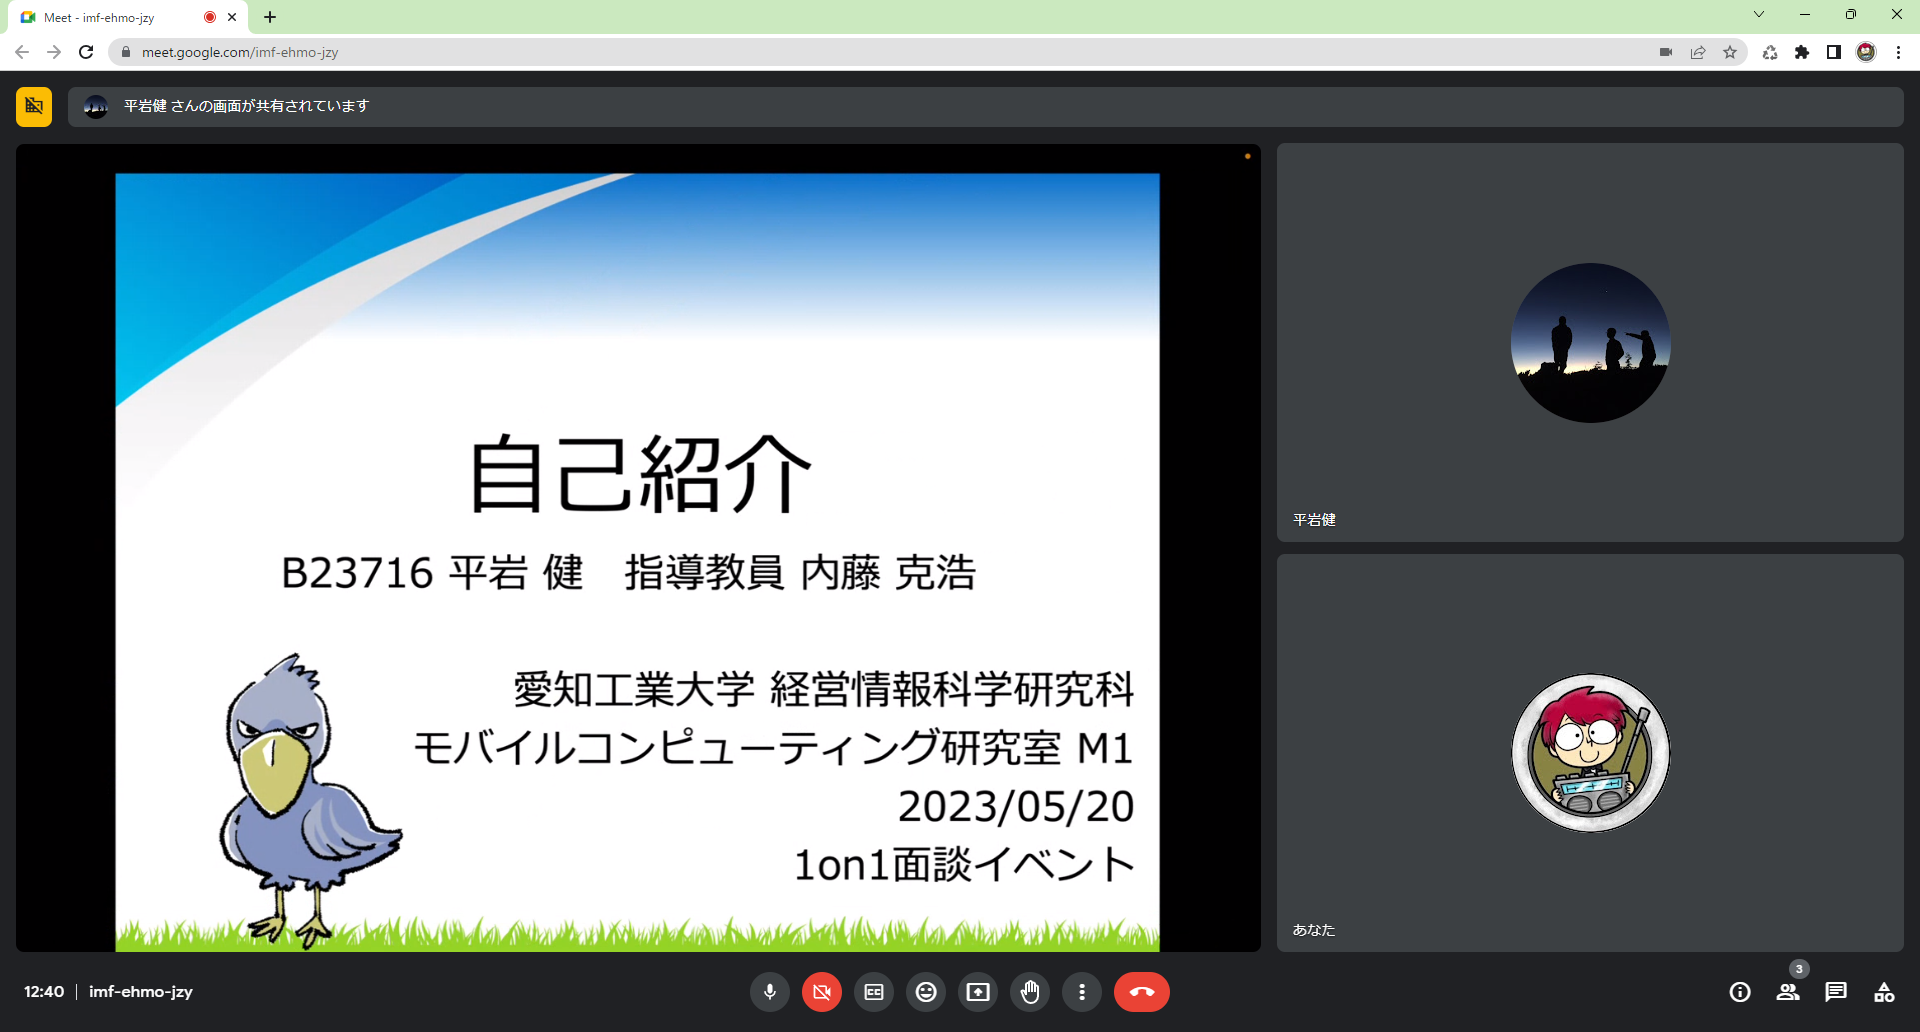 Meet - imf-ehmo-jzy
meet.google.com/imf-ehmo-jzy
平岩健 さんの画面が共有されています
自己紹介
B23716 平岩 健　指導教員 内藤 克浩
愛知工業大学 経営情報科学研究科
モバイルコンピューティング研究室 M1
2023/05/20
1on1面談イベント
平岩健
あなた
12:40 | imf-ehmo-jzy
CC
3